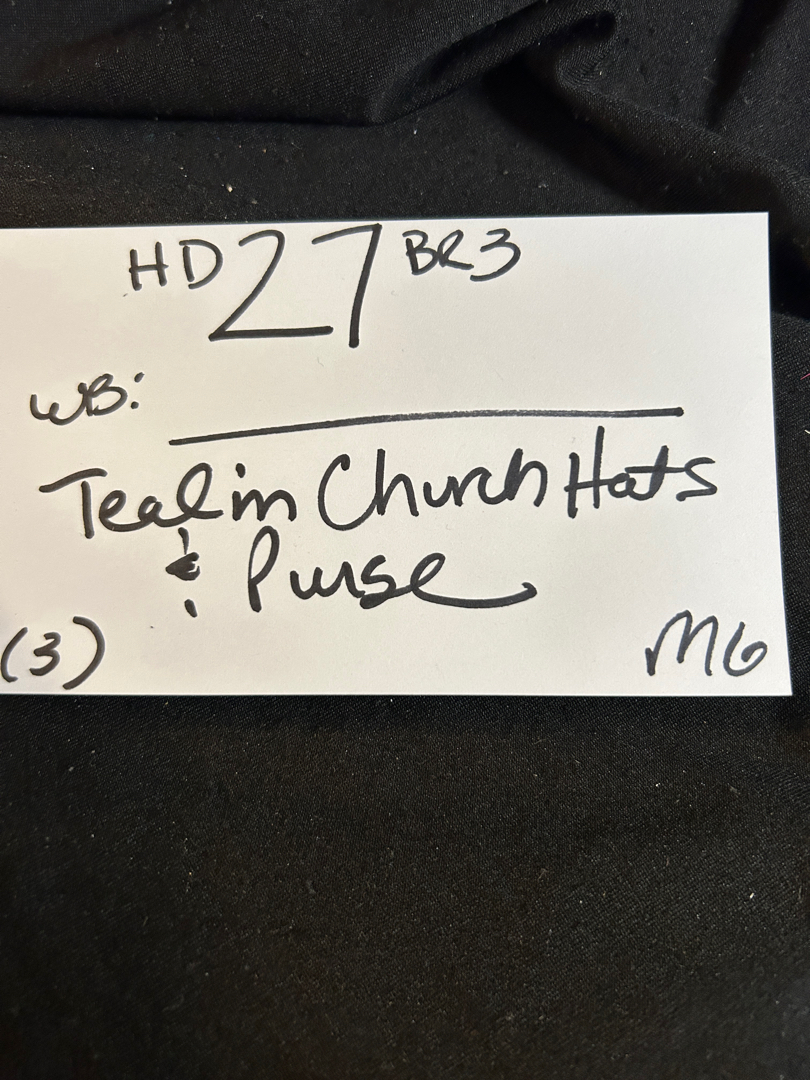 HD 27 BR3
WB:
Teal in Church Hats
& Purse
(3) MG